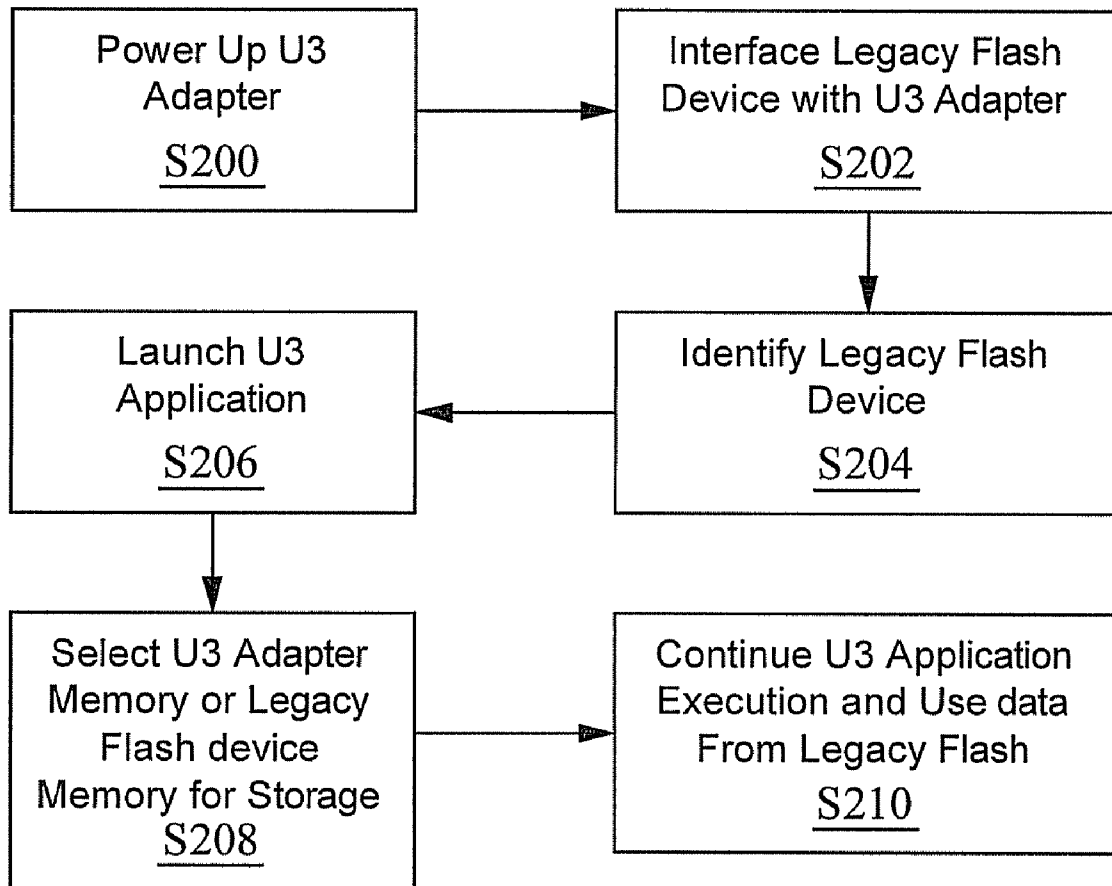 Power Up U3
Adapter
S200
Interface Legacy Flash
Device with U3 Adapter
S202
Identify Legacy Flash
Device
S204
Launch U3
Application
S206
Select U3 Adapter
Memory or Legacy
Flash device
Memory for Storage
S208
Continue U3 Application
Execution and Use data
From Legacy Flash
S210